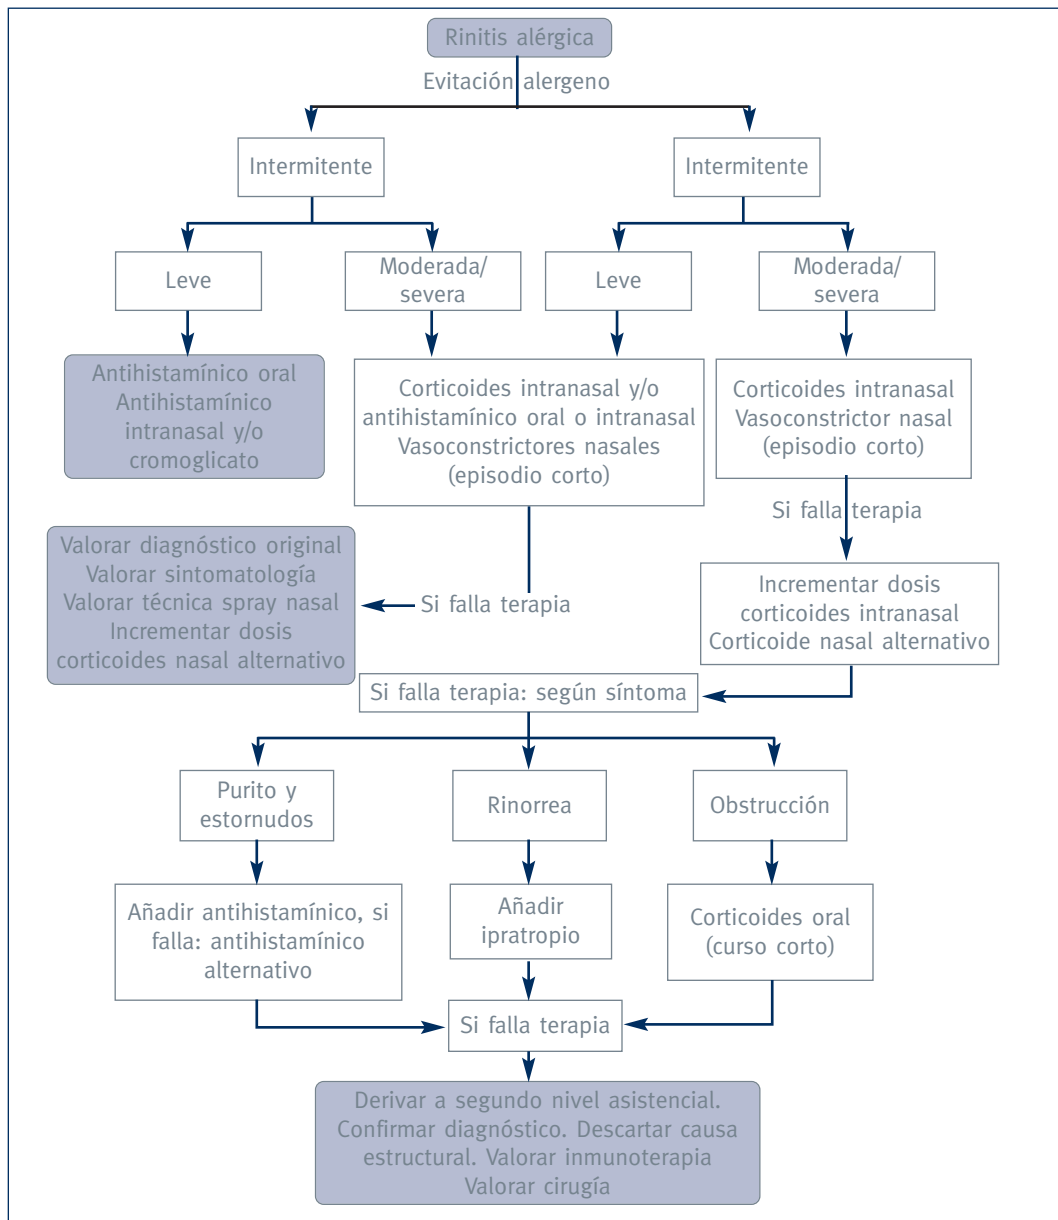 Rinitis alérgica
Evitación alergeno
Intermitente
Intermitente
Leve
Moderada/
severa
Leve
Moderada/
severa
Antihistamínico oral
Antihistamínico
intranasal y/o
cromoglicato
Corticoides intranasal y/o
antihistamínico oral o intranasal
Vasoconstrictores nasales
(episodio corto)
Corticoides intranasal
Vasoconstrictor nasal
(episodio corto)
Si falla terapia
Valorar diagnóstico original
Valorar sintomatología
Valorar técnica spray nasal
Incrementar dosis
corticoides nasal alternativo
Si falla terapia
Incrementar dosis
corticoides intranasal
Corticoide nasal alternativo
Si falla terapia: según síntoma
Purito y
estornudos
Rinorrea
Obstrucción
Añadir antihistamínico, si
falla: antihistamínico
alternativo
Añadir
ipratropio
Corticoides oral
(curso corto)
Si falla terapia
Derivar a segundo nivel asistencial.
Confirmar diagnóstico. Descartar causa
estructural. Valorar inmunoterapia
Valorar cirugía